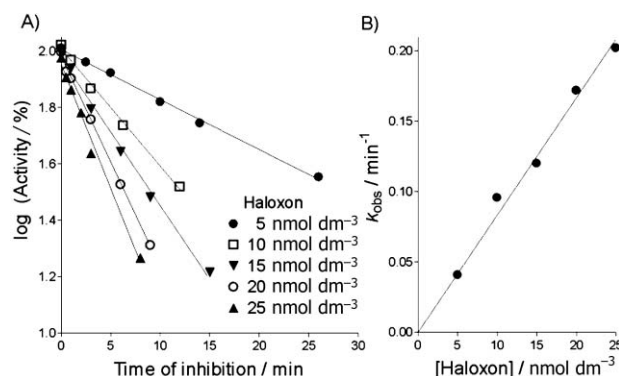 A)
2.0
1.8
1.6
1.4
1.2
1.0
0 5 10 15 20 25 30
log (Activity / %)
Time of inhibition / min
Haloxon
● 5 nmol dm⁻³
□ 10 nmol dm⁻³
▼ 15 nmol dm⁻³
○ 20 nmol dm⁻³
▲ 25 nmol dm⁻³
B)
0.20
0.15
0.10
0.05
0.00
0 5 10 15 20 25
k_obs / min⁻¹
[Haloxon] / nmol dm⁻³